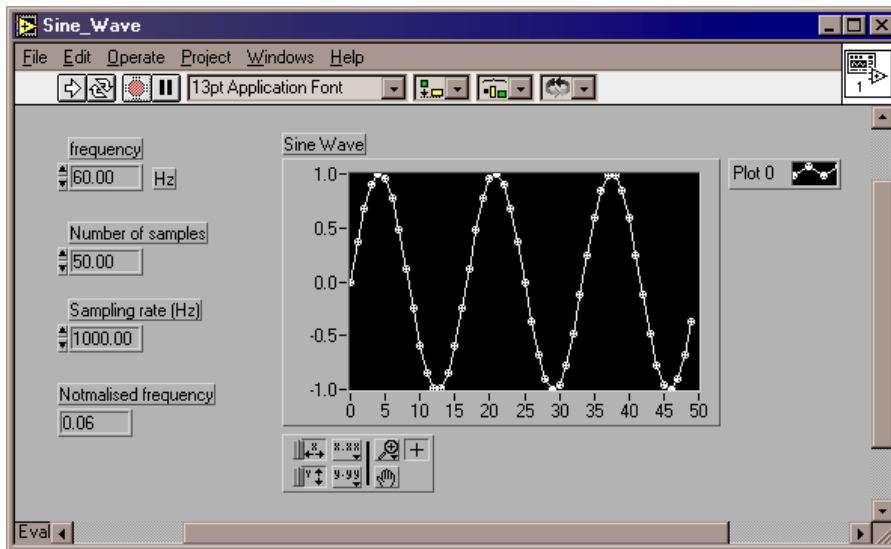 Sine_Wave
File Edit Operate Project Windows Help
13pt Application Font
1
frequency
60.00 Hz
Number of samples
50.00
Sampling rate (Hz)
1000.00
Notmalised frequency
0.06
Sine Wave
Plot 0
1.0
0.5
0.0
-0.5
-1.0
0 5 10 15 20 25 30 35 40 45 50
X x.xx
Y y.yy
Eval